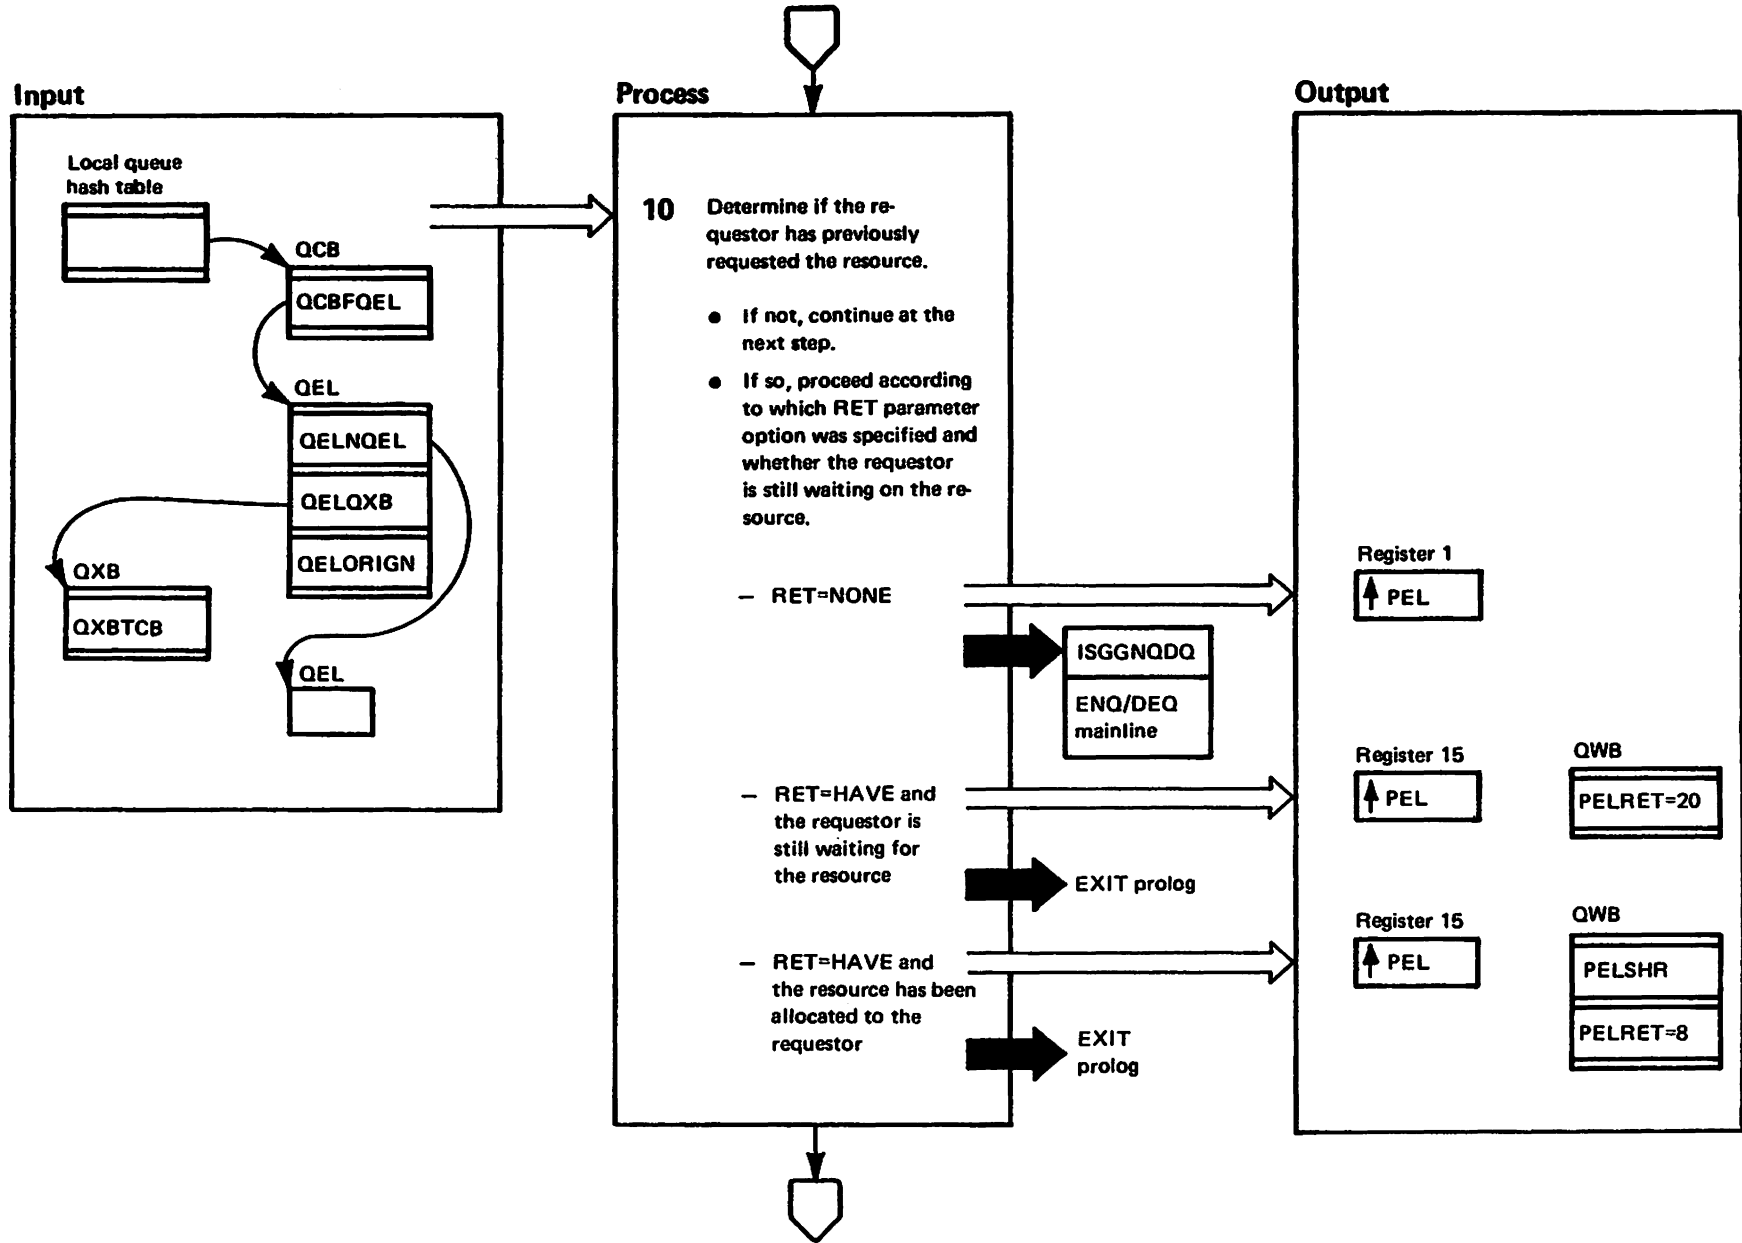 Input
Local queue
hash table
QCB
QCBFQEL
QEL
QELNQEL
QELQXB
QELORIGN
QXB
QXBTCB
QEL
Process
10 Determine if the re-
questor has previously
requested the resource.
● If not, continue at the
next step.
● If so, proceed according
to which RET parameter
option was specified and
whether the requestor
is still waiting on the re-
source.
– RET=NONE
ISGGNQDQ
ENQ/DEQ
mainline
– RET=HAVE and
the requestor is
still waiting for
the resource
EXIT prolog
– RET=HAVE and
the resource has been
allocated to the
requestor
EXIT
prolog
Output
Register 1
PEL
Register 15
PEL
QWB
PELRET=20
Register 15
PEL
QWB
PELSHR
PELRET=8